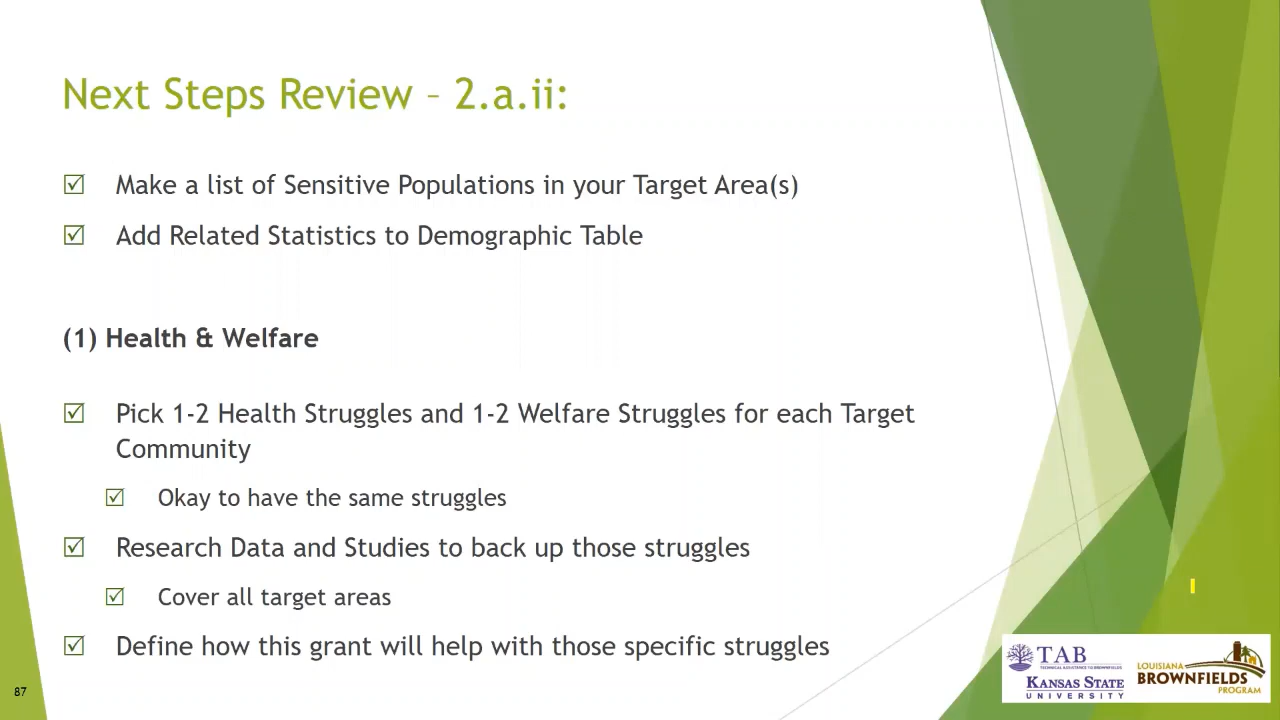 Next Steps Review – 2.a.ii:
Make a list of Sensitive Populations in your Target Area(s)
Add Related Statistics to Demographic Table
(1) Health & Welfare
Pick 1-2 Health Struggles and 1-2 Welfare Struggles for each Target
Community
Okay to have the same struggles
Research Data and Studies to back up those struggles
Cover all target areas
Define how this grant will help with those specific struggles
87
TAB
TECHNICAL ASSISTANCE TO BROWNFIELDS
KANSAS STATE
UNIVERSITY
LOUISIANA
BROWNFIELDS
PROGRAM